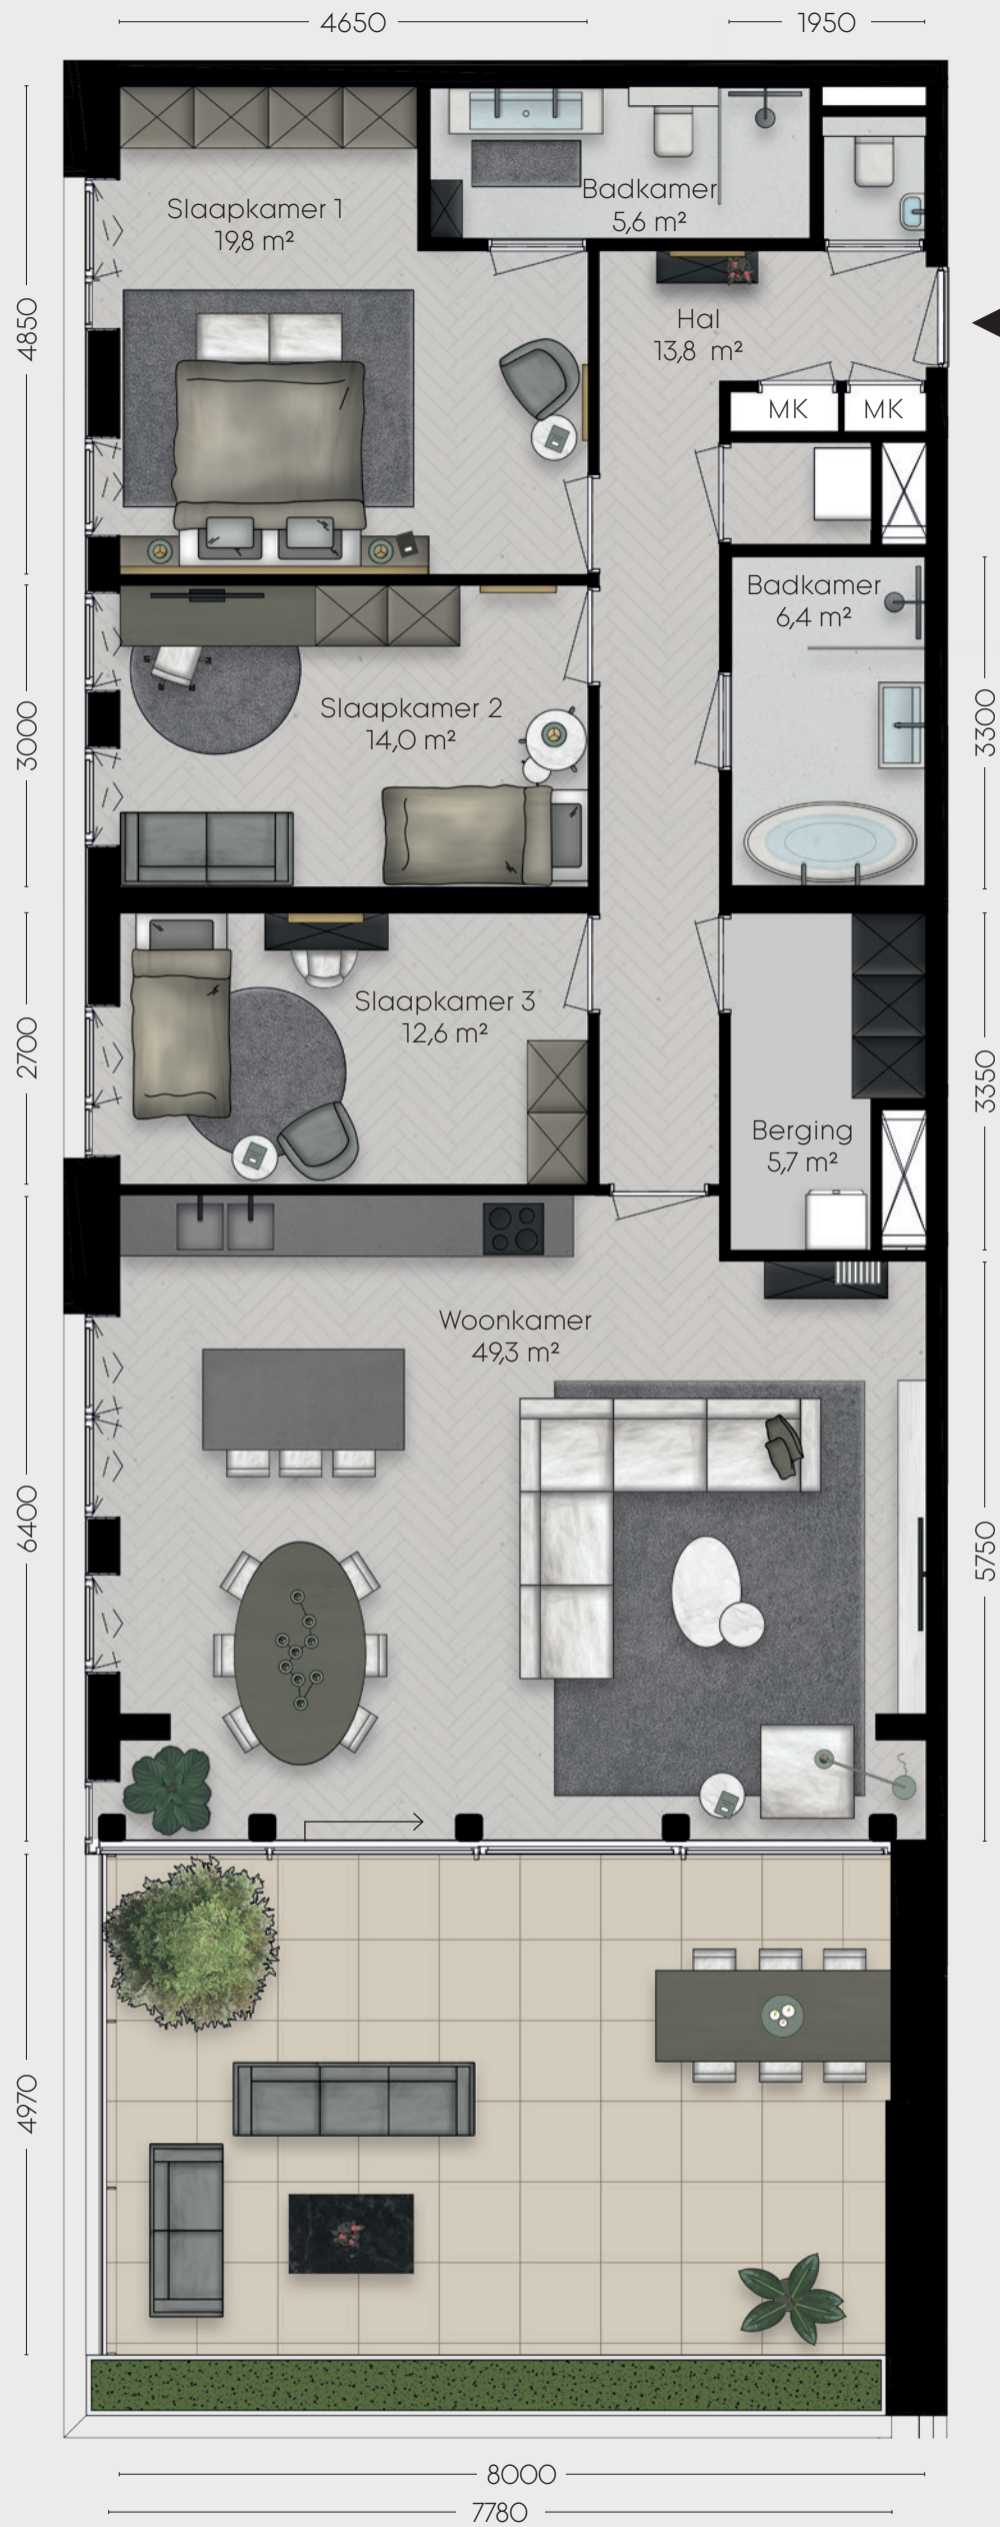 4650
1950
Slaapkamer 1
19,8 m²
Badkamer
5,6 m²
4850
Hal
13,8 m²
MK
MK
Badkamer
6,4 m²
3000
Slaapkamer 2
14,0 m²
3300
2700
Slaapkamer 3
12,6 m²
3350
Berging
5,7 m²
Woonkamer
49,3 m²
6400
5750
4970
8000
7780